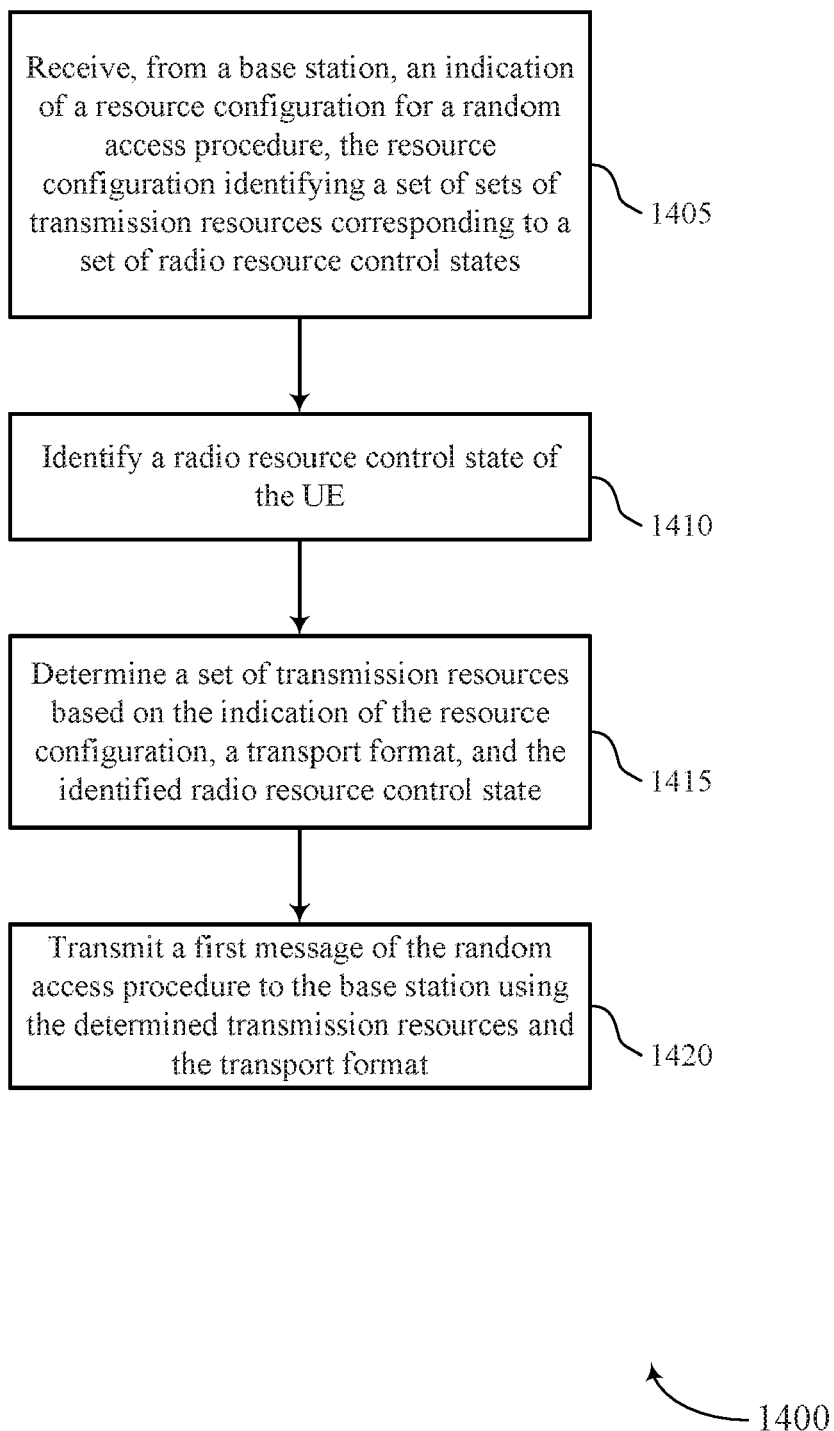 Receive, from a base station, an indication
of a resource configuration for a random
access procedure, the resource
configuration identifying a set of sets of
transmission resources corresponding to a
set of radio resource control states
1405
Identify a radio resource control state of
the UE
1410
Determine a set of transmission resources
based on the indication of the resource
configuration, a transport format, and the
identified radio resource control state
1415
Transmit a first message of the random
access procedure to the base station using
the determined transmission resources and
the transport format
1420
1400